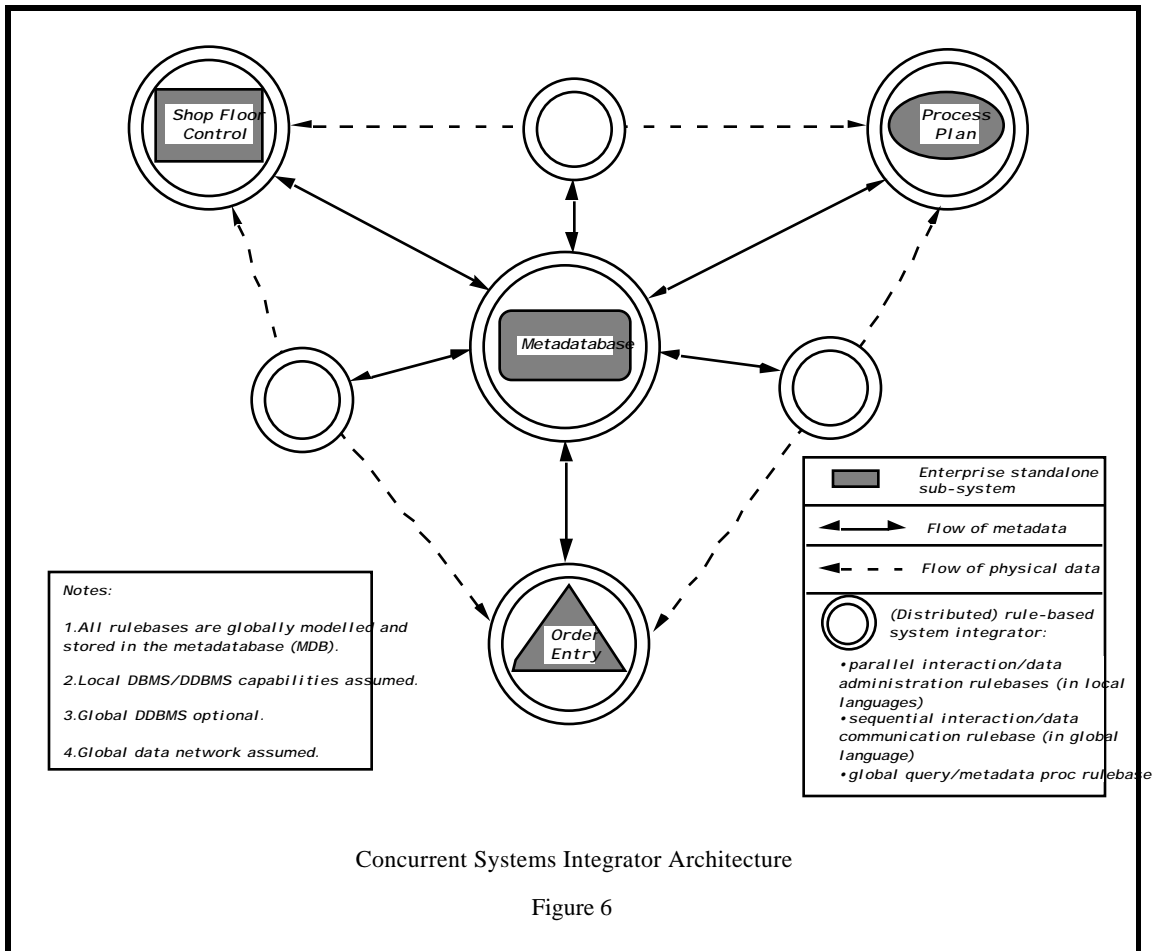 Shop Floor
Control
Process
Plan
Metadatabase
Order
Entry
Enterprise standalone
sub-system
Flow of metadata
Flow of physical data
(Distributed) rule-based
system integrator:
•parallel interaction/data
administration rulebases (in local
languages)
•sequential interaction/data
communication rulebase (in global
language)
•global query/metadata proc rulebase
Notes:
1.All rulebases are globally modelled and
stored in the metadatabase (MDB).
2.Local DBMS/DDBMS capabilities assumed.
3.Global DDBMS optional.
4.Global data network assumed.
Concurrent Systems Integrator Architecture
Figure 6